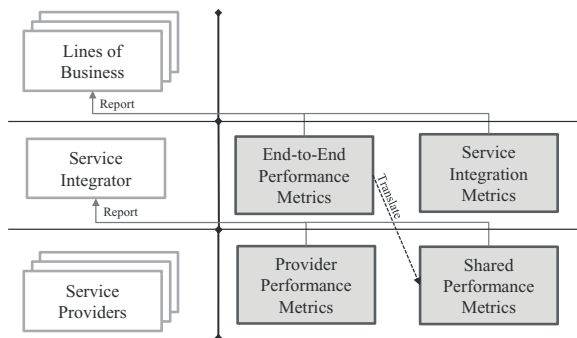 Lines of
Business
Report
Service
Integrator
End-to-End
Performance
Metrics
Translate
Service
Integration
Metrics
Report
Service
Providers
Provider
Performance
Metrics
Shared
Performance
Metrics